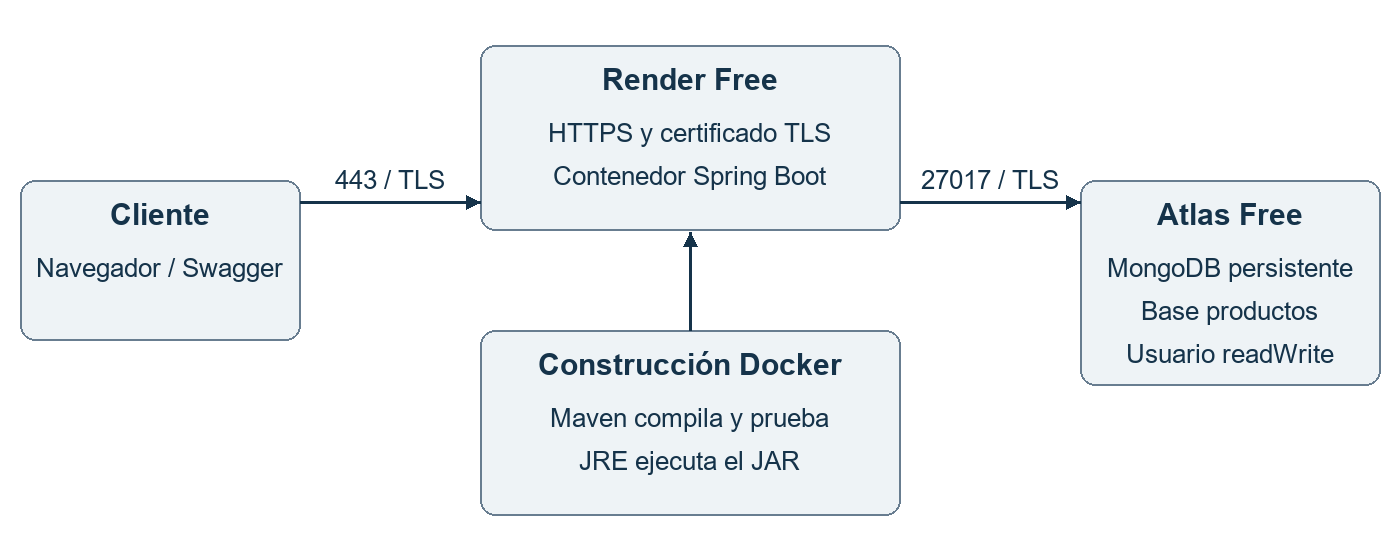 Render Free
HTTPS y certificado TLS
Contenedor Spring Boot
443 / TLS
27017 / TLS
Cliente
Navegador / Swagger
Atlas Free
MongoDB persistente
Base productos
Usuario readWrite
Construcción Docker
Maven compila y prueba
JRE ejecuta el JAR